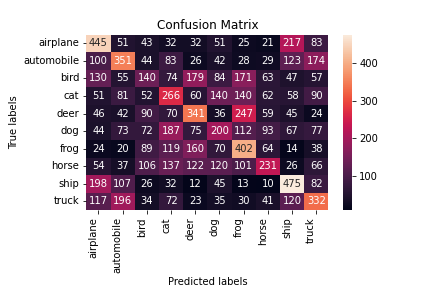 Confusion Matrix
airplane 445 51 43 32 32 51 25 21 217 83
automobile 100 351 44 83 26 42 28 29 123 174
bird 130 55 140 74 179 84 171 63 47 57
cat 51 81 52 266 60 140 140 62 58 90
deer 46 42 90 70 341 36 247 59 45 24
dog 44 73 72 187 75 200 112 93 67 77
frog 24 20 89 119 160 70 402 64 14 38
horse 54 37 106 137 122 120 101 231 26 66
ship 198 107 26 32 12 45 13 10 475 82
truck 117 196 34 72 23 35 30 41 120 332
airplane automobile bird cat deer dog frog horse ship truck
Predicted labels
True labels
400
300
200
100